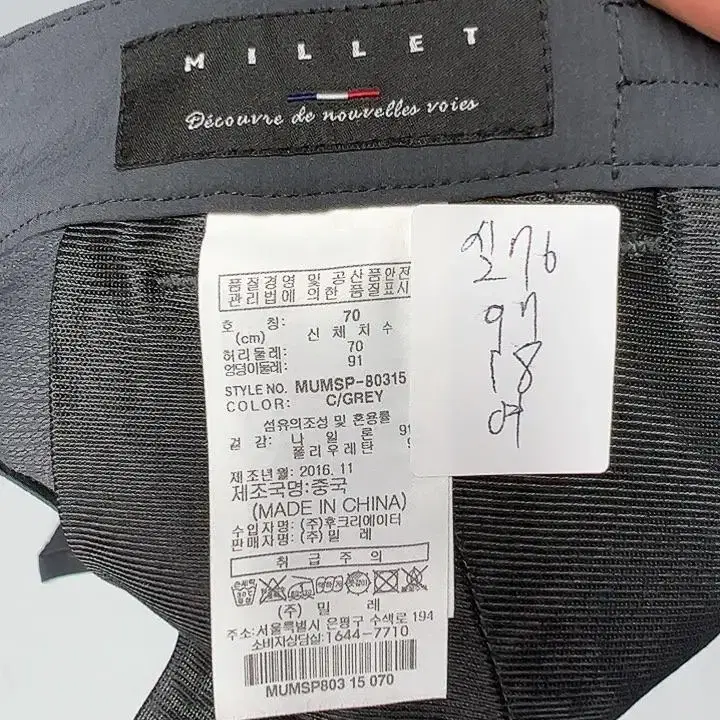 MILLET
Découvre de nouvelles voies
품질경영 및 공산품안전
관리법에 의한 품질표시
호 칭: 70
(cm) 신체치수
허리둘레: 70
엉덩이둘레: 91
STYLE NO. MUMSP-80315
COLOR: C/GREY
섬유의조성 및 혼용률
겉감: 나일론 91
폴리우레탄
제조년월: 2016. 11
제조국명: 중국
(MADE IN CHINA)
수입자명: (주)후크리에이터
판매자명: (주)밀 레
취급주의
(주) 밀 레
주소:서울특별시 은평구 수색로 194
소비자상담실:1644-7710
MUMSP803 15 070
실 76
97
여